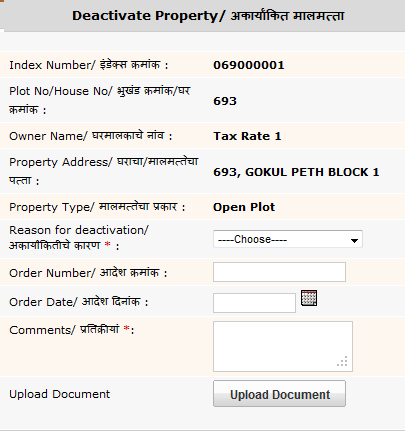 Deactivate Property/ अकार्यांकित मालमत्ता
Index Number/ इंडेक्स क्रमांक : 069000001
Plot No/House No/ भुखंड क्रमांक/घर
क्रमांक : 693
Owner Name/ घरमालकाचे नांव : Tax Rate 1
Property Address/ घराचा/मालमत्तेचा
पत्ता : 693, GOKUL PETH BLOCK 1
Property Type/ मालमत्तेचा प्रकार : Open Plot
Reason for deactivation/
अकार्यांकितीचे कारण * : ----Choose----
Order Number/ आदेश क्रमांक :
Order Date/ आदेश दिनांक :
Comments/ प्रतिक्रीयां *:
Upload Document Upload Document